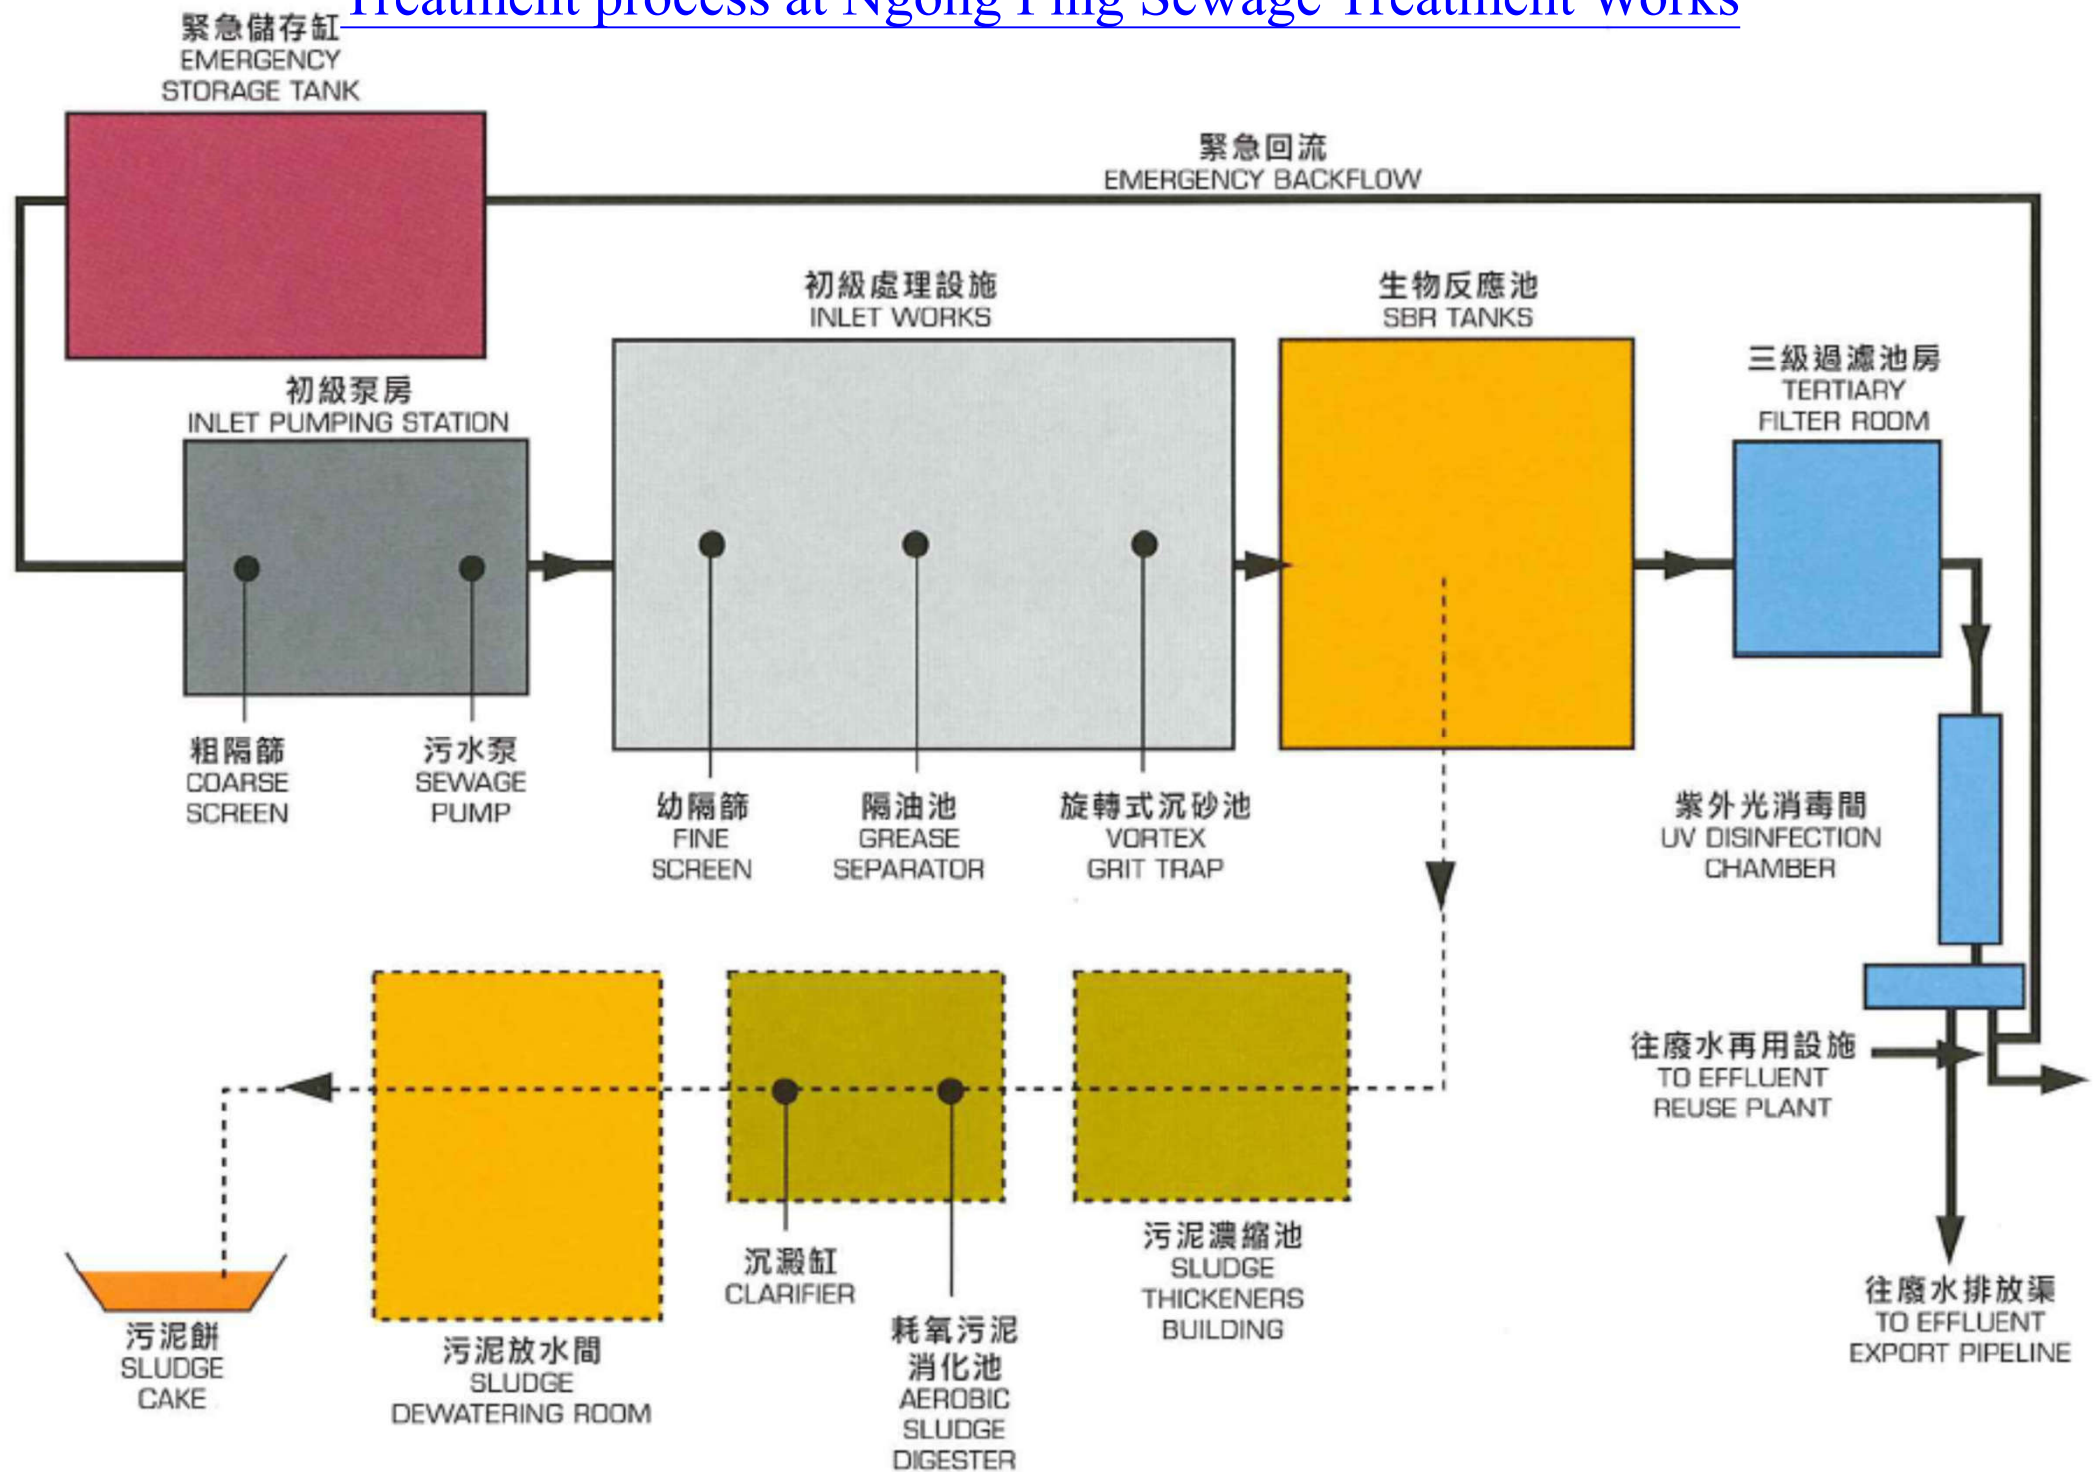 Treatment process at Ngong Ping Sewage Treatment Works
緊急儲存缸
EMERGENCY
STORAGE TANK
緊急回流
EMERGENCY BACKFLOW
初級處理設施
INLET WORKS
生物反應池
SBR TANKS
三級過濾池房
TERTIARY
FILTER ROOM
初級泵房
INLET PUMPING STATION
粗隔篩
COARSE
SCREEN
污水泵
SEWAGE
PUMP
幼隔篩
FINE
SCREEN
隔油池
GREASE
SEPARATOR
旋轉式沉砂池
VORTEX
GRIT TRAP
紫外光消毒間
UV DISINFECTION
CHAMBER
往廢水再用設施
TO EFFLUENT
REUSE PLANT
往廢水排放渠
TO EFFLUENT
EXPORT PIPELINE
污泥濃縮池
SLUDGE
THICKENERS
BUILDING
沉澱缸
CLARIFIER
耗氧污泥
消化池
AEROBIC
SLUDGE
DIGESTER
污泥放水間
SLUDGE
DEWATERING ROOM
污泥餅
SLUDGE
CAKE